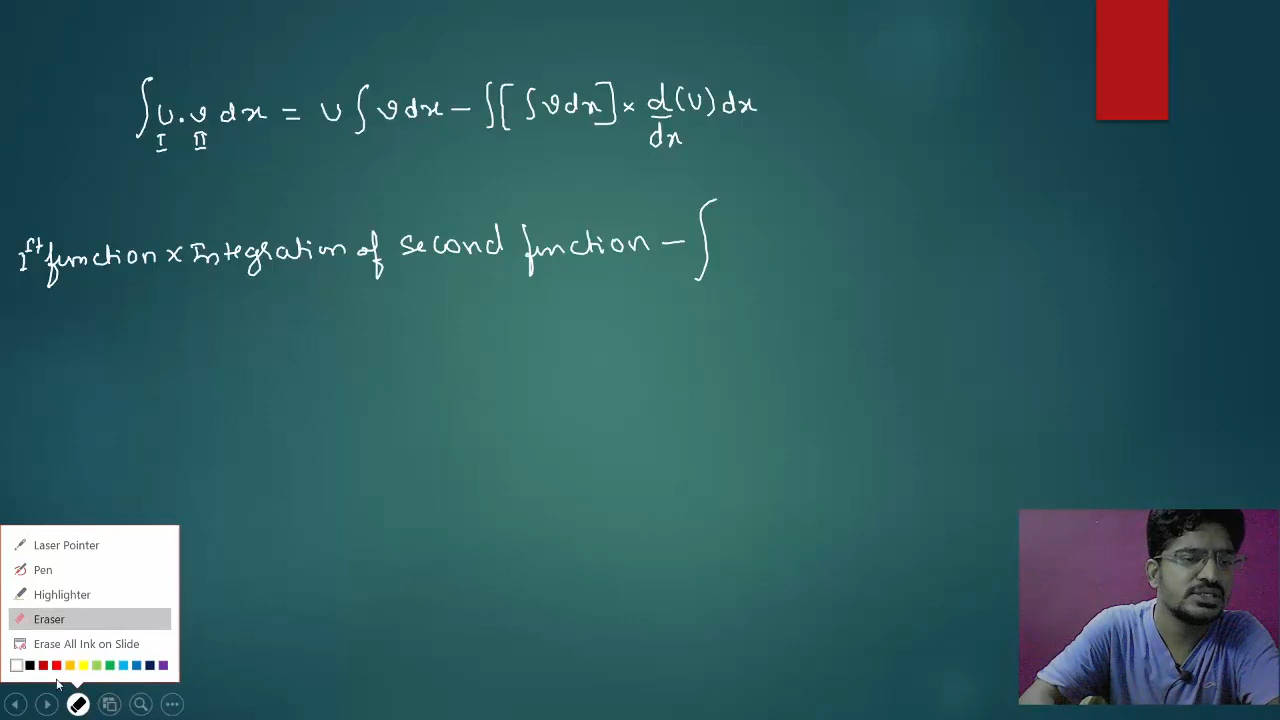 ∫ U.v dx = U ∫ v dx − ∫[∫ v dx] × d/dx (U) dx
I II
Ist function × Integration of second function − ∫
Laser Pointer
Pen
Highlighter
Eraser
Erase All Ink on Slide